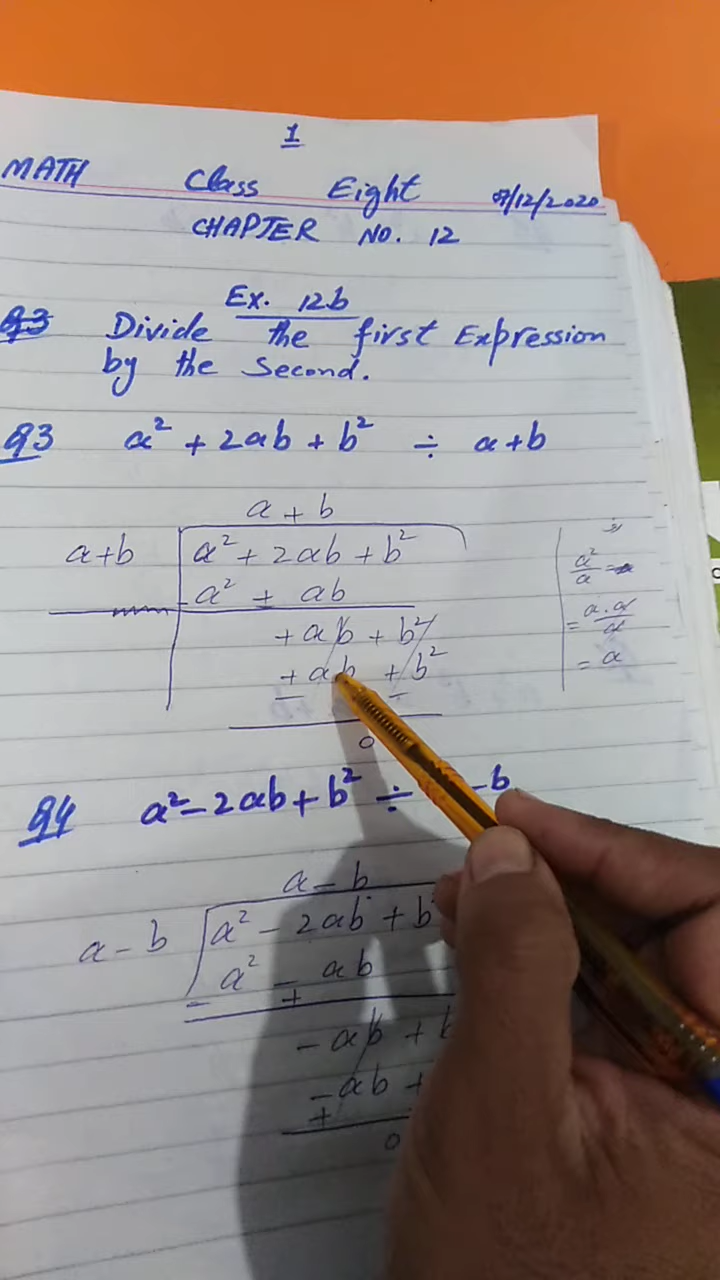 1
MATH Class Eight 07/12/2020
CHAPTER NO. 12
Ex. 12b
Q3 Divide the first Expression
by the Second.
Q3 a² + 2ab + b² ÷ a+b
a + b
a+b a² + 2ab + b²
- a² ± ab
+ ab + b²
± ab ± b²
0
a²/a = a
= a.a/a
= a
Q4 a² - 2ab + b² ÷ - b
a - b
a - b a² - 2ab + b
- a² - + ab
- ab + b
- + ab +
0